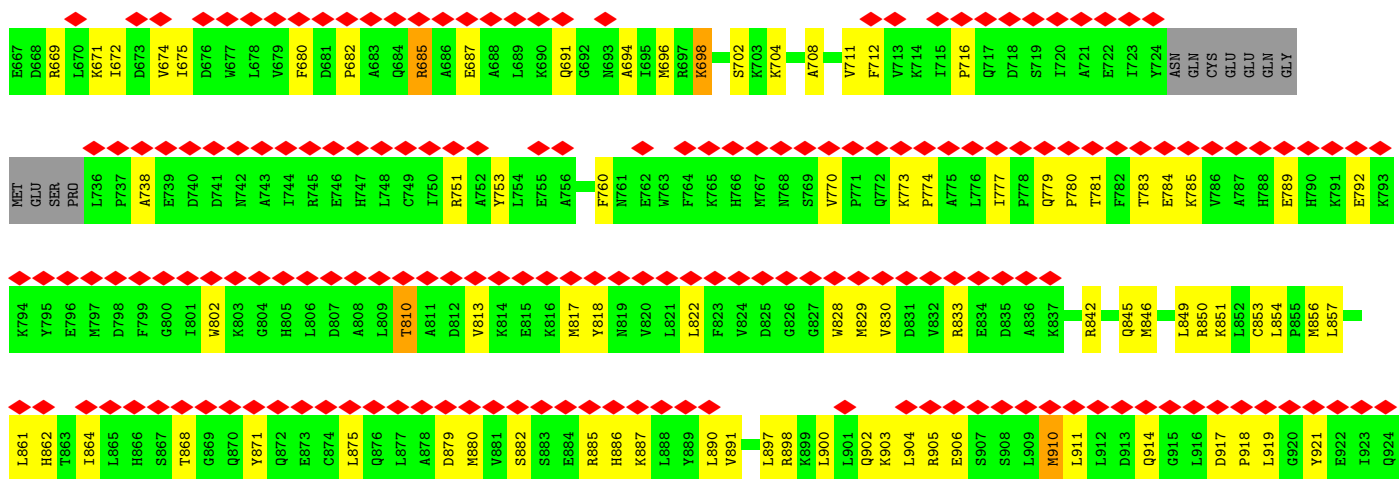 E667 D668 R669 L670 K671 I672 D673 V674 I675 D676 W677 L678 V679 F680 D681 P682 A683 Q684 R685 A686 E687 A688 L689 K690 Q691 G692 N693 A694 I695 M696 R697 K698 S702 K703 K704 A708 V711 F712 V713 K714 I715 P716 Q717 D718 S719 I720 A721 E722 I723 Y724 ASN GLN CYS GLU GLU GLN GLY
MET GLU SER PRO L736 P737 A738 E739 D740 D741 N742 A743 I744 R745 E746 H747 L748 C749 I750 R751 A752 Y753 L754 E755 A756 F760 N761 E762 W763 F764 K765 H766 M767 N768 S769 V770 P771 Q772 K773 P774 A775 L776 I777 P778 Q779 P780 T781 F782 T783 E784 K785 V786 A787 H788 E789 H790 K791 E792 K793
K794 Y795 E796 M797 D798 F799 G800 I801 W802 K803 G804 H805 L806 D807 A808 L809 T810 A811 D812 V813 K814 E815 K816 M817 Y818 N819 V820 L821 L822 F823 V824 D825 G826 G827 W828 M829 V830 D831 V832 R833 E834 D835 A836 K837 R842 Q845 M846 L849 R850 K851 L852 C853 L854 P855 M856 L857
L861 H862 T863 I864 L865 H866 S867 T868 G869 Q870 Y871 Q872 E873 C874 L875 Q876 L877 A878 D879 M880 V881 S882 S883 E884 R885 H886 K887 L888 Y889 L890 V891 L897 R898 K899 L900 L901 Q902 K903 L904 R905 E906 S907 S908 L909 M910 L911 L912 D913 Q914 G915 L916 D917 P918 L919 G920 Y921 E922 I923 Q924